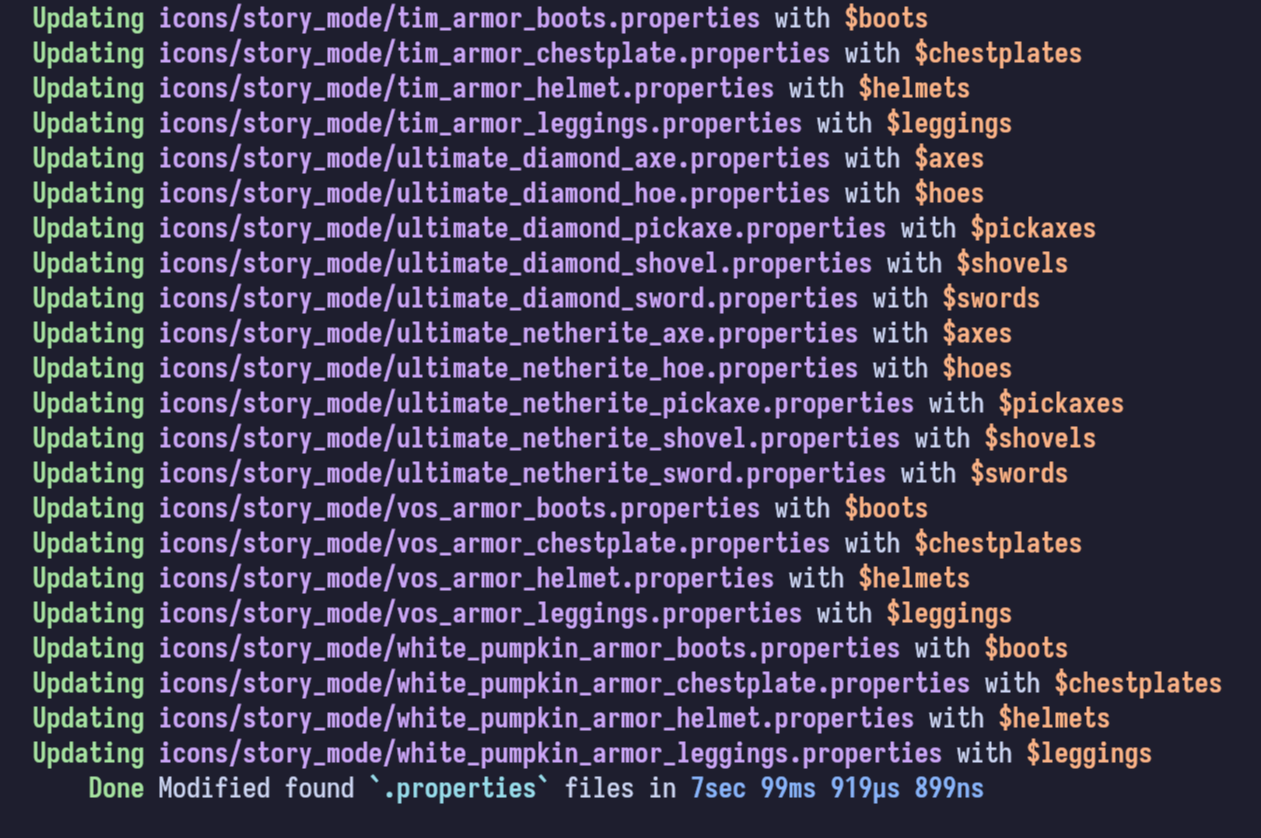 Updating icons/story_mode/tim_armor_boots.properties with $boots
Updating icons/story_mode/tim_armor_chestplate.properties with $chestplates
Updating icons/story_mode/tim_armor_helmet.properties with $helmets
Updating icons/story_mode/tim_armor_leggings.properties with $leggings
Updating icons/story_mode/ultimate_diamond_axe.properties with $axes
Updating icons/story_mode/ultimate_diamond_hoe.properties with $hoes
Updating icons/story_mode/ultimate_diamond_pickaxe.properties with $pickaxes
Updating icons/story_mode/ultimate_diamond_shovel.properties with $shovels
Updating icons/story_mode/ultimate_diamond_sword.properties with $swords
Updating icons/story_mode/ultimate_netherite_axe.properties with $axes
Updating icons/story_mode/ultimate_netherite_hoe.properties with $hoes
Updating icons/story_mode/ultimate_netherite_pickaxe.properties with $pickaxes
Updating icons/story_mode/ultimate_netherite_shovel.properties with $shovels
Updating icons/story_mode/ultimate_netherite_sword.properties with $swords
Updating icons/story_mode/vos_armor_boots.properties with $boots
Updating icons/story_mode/vos_armor_chestplate.properties with $chestplates
Updating icons/story_mode/vos_armor_helmet.properties with $helmets
Updating icons/story_mode/vos_armor_leggings.properties with $leggings
Updating icons/story_mode/white_pumpkin_armor_boots.properties with $boots
Updating icons/story_mode/white_pumpkin_armor_chestplate.properties with $chestplates
Updating icons/story_mode/white_pumpkin_armor_helmet.properties with $helmets
Updating icons/story_mode/white_pumpkin_armor_leggings.properties with $leggings
Done Modified found `.properties` files in 7sec 99ms 919µs 899ns